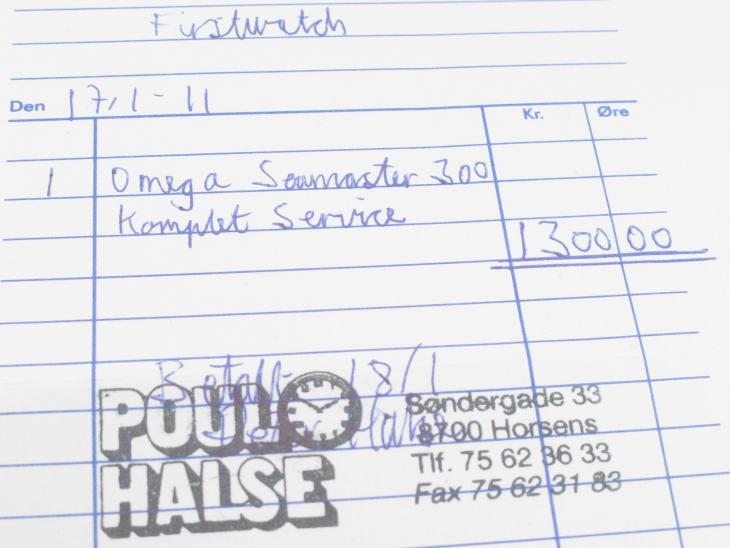 Firstwatch
Den 17/1-11
Kr. Øre
1 Omega Seamaster 300
Komplet Service
1300 00
Betalt 18/1
POUL HALSE
Søndergade 33
8700 Horsens
Tlf. 75 62 36 33
Fax 75 62 31 83